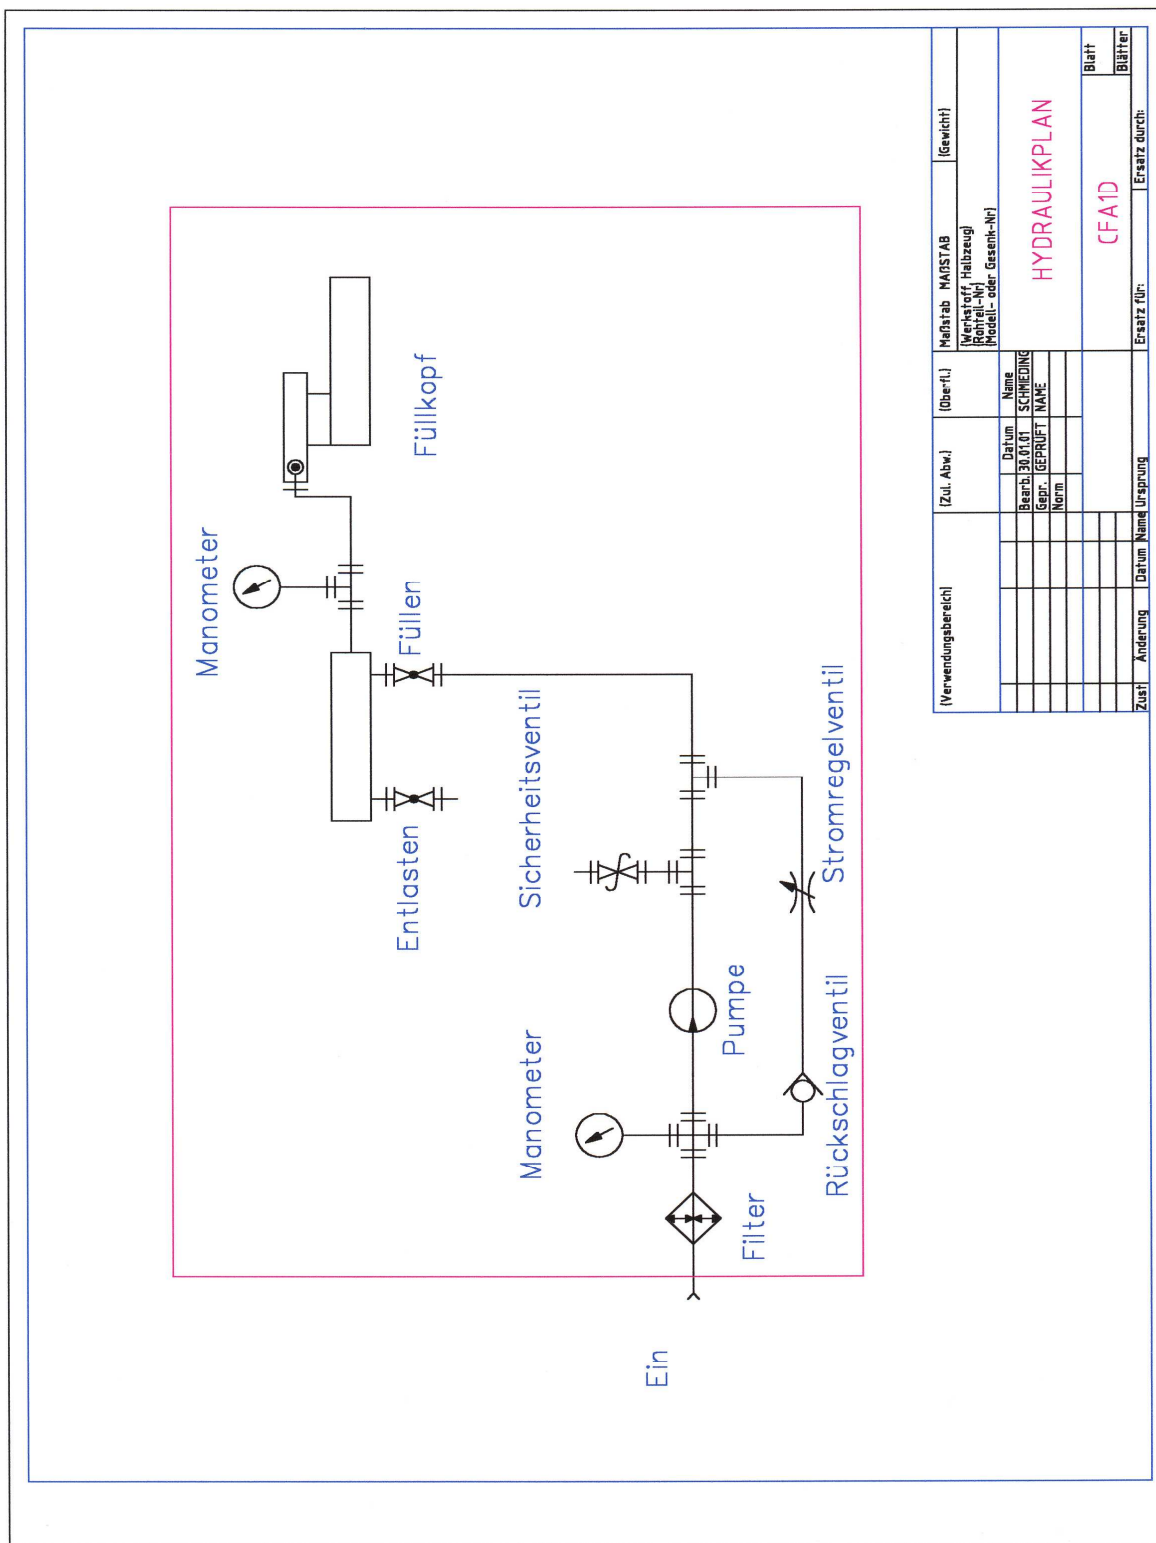 Manometer
Füllkopf
Füllen
Entlasten
Sicherheitsventil
Manometer
Pumpe
Stromregelventil
Rückschlagventil
Filter
Ein
(Verwendungsbereich)
(Zul. Abw.)
(Oberfl.)
Maßstab MAßSTAB
(Gewicht)
(Werkstoff, Halbzeug)
(Rohteil-Nr)
(Modell- oder Gesenk-Nr)
Datum
Name
Bearb. 30.01.01 SCHMIEDING
Gepr. GEPRÜFT NAME
Norm
HYDRAULIKPLAN
CFA1D
Blatt
Blätter
Zust
Änderung
Datum
Name
Ursprung
Ersatz für:
Ersatz durch: